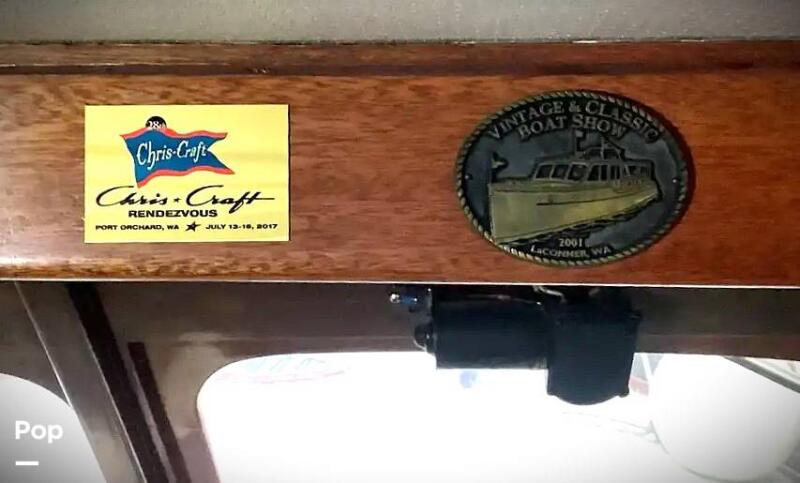 28th
Chris-Craft
Chris ★ Craft
RENDEZVOUS
PORT ORCHARD, WA ★ JULY 13-16, 2017
VINTAGE & CLASSIC
BOAT SHOW
2001
LaCONNER, WA
Pop